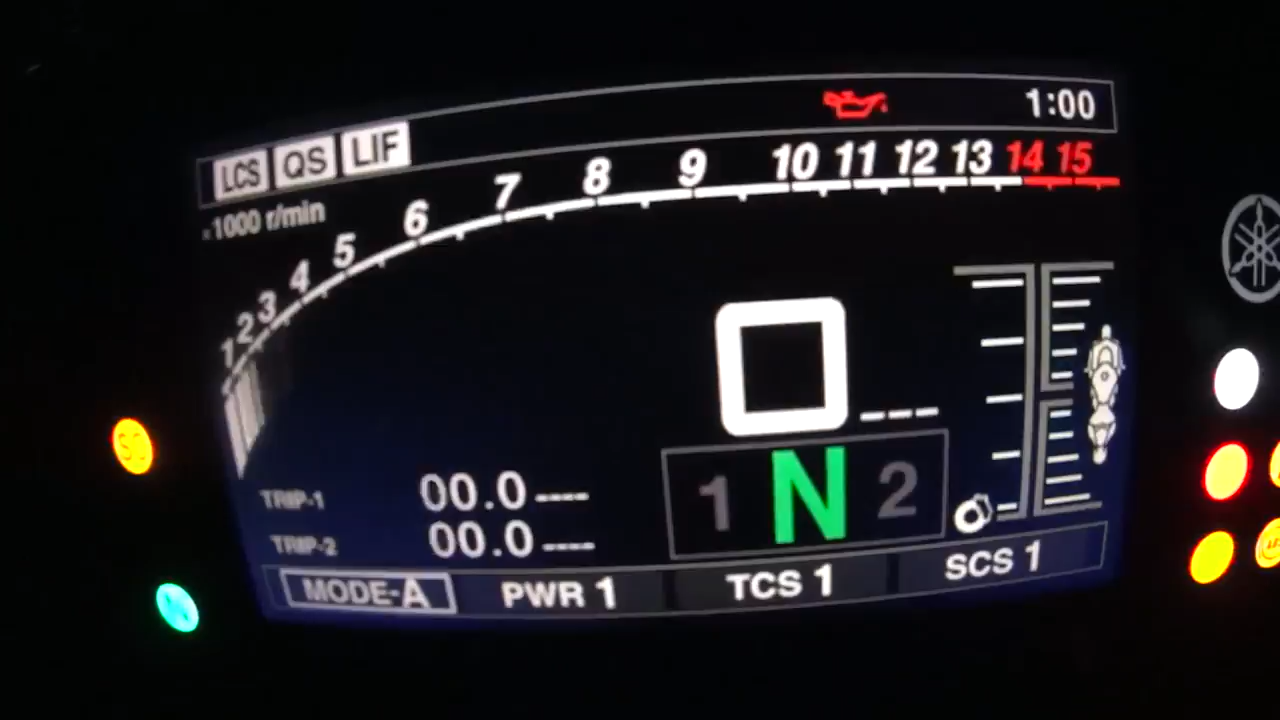 1:00
LCS QS LIF
×1000 r/min
1 2 3 4 5 6 7 8 9 10 11 12 13 14 15
0 ---
TRIP-1 00.0 ----
TRIP-2 00.0 ----
1 N 2
MODE-A PWR 1 TCS 1 SCS 1
N